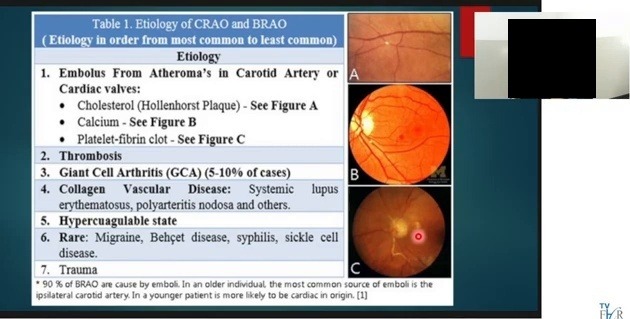 Table 1. Etiology of CRAO and BRAO
( Etiology in order from most common to least common)
Etiology
1. Embolus From Atheroma's in Carotid Artery or
Cardiac valves:
• Cholesterol (Hollenhorst Plaque) - See Figure A
• Calcium - See Figure B
• Platelet-fibrin clot - See Figure C
2. Thrombosis
3. Giant Cell Arthritis (GCA) (5-10% of cases)
4. Collagen Vascular Disease: Systemic lupus
erythematosus, polyarteritis nodosa and others.
5. Hypercuagulable state
6. Rare: Migraine, Behçet disease, syphilis, sickle cell
disease.
7. Trauma
* 90 % of BRAO are cause by emboli. In an older individual, the most common source of emboli is the
ipsilateral carotid artery. In a younger patient is more likely to be cardiac in origin. [1]
A
B
C
TV